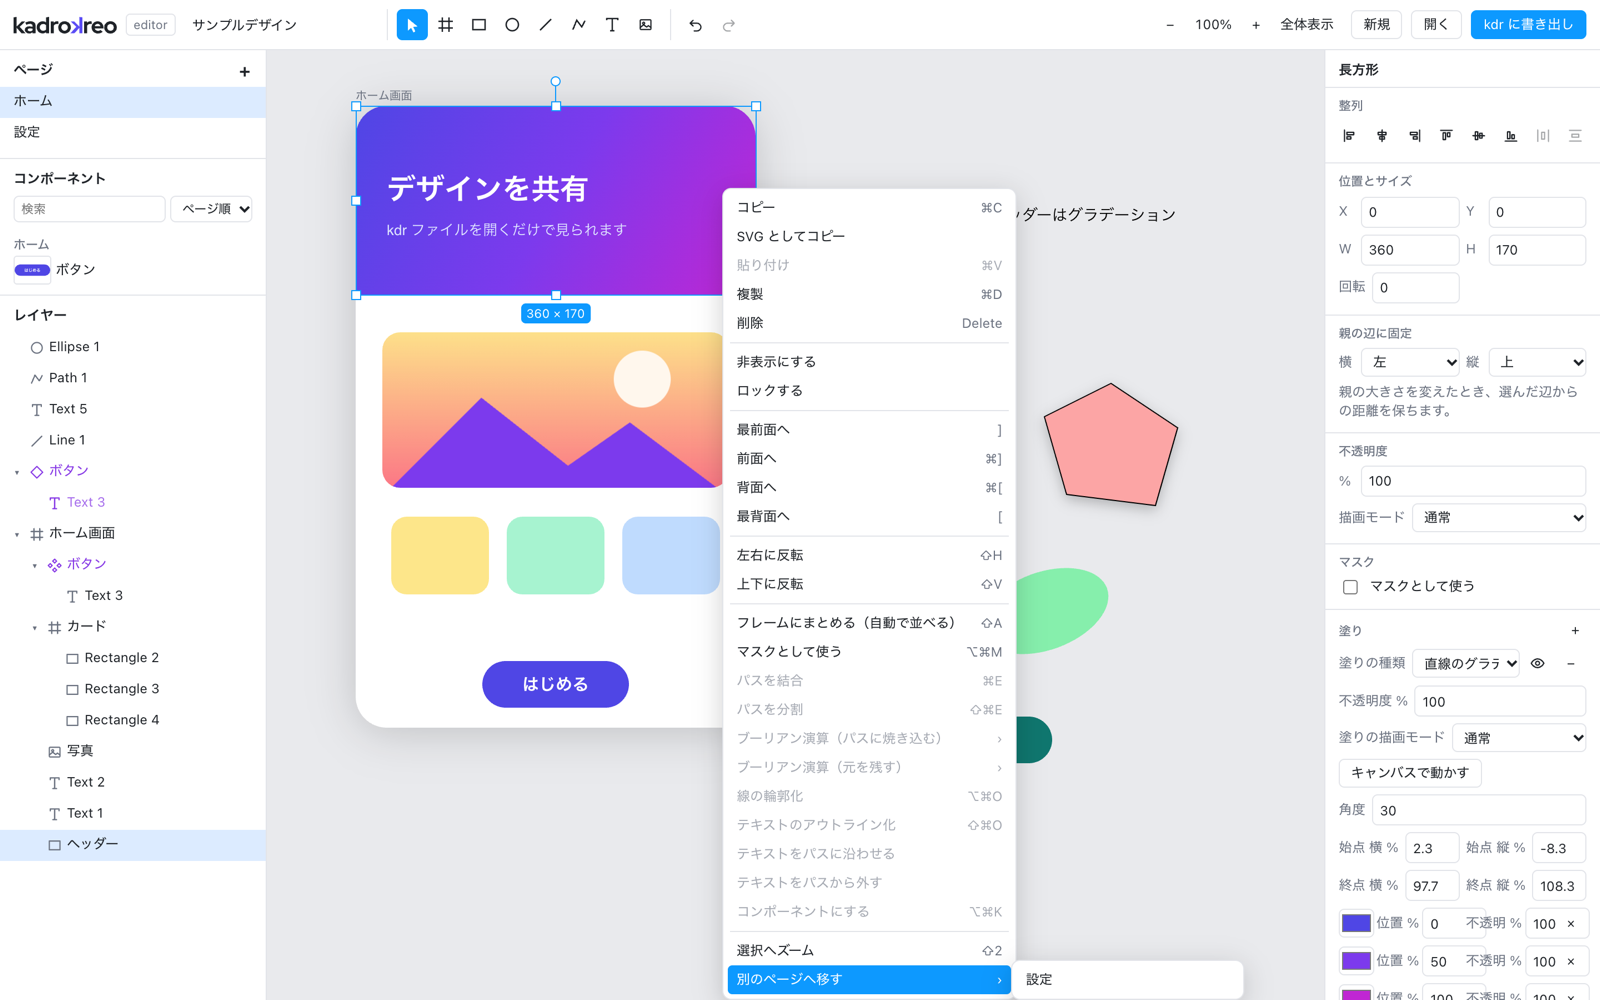 kadrokreo
editor
サンプルデザイン
100%
全体表示
新規
開く
kdr に書き出し
ページ
ホーム
設定
コンポーネント
検索
ページ順
ホーム
はじめる
ボタン
レイヤー
Ellipse 1
Path 1
Text 5
Line 1
ボタン
Text 3
ホーム画面
ボタン
Text 3
カード
Rectangle 2
Rectangle 3
Rectangle 4
写真
Text 2
Text 1
ヘッダー
ホーム画面
デザインを共有
kdr ファイルを開くだけで見られます
360 × 170
はじめる
ダーはグラデーション
コピー ⌘C
SVG としてコピー
貼り付け ⌘V
複製 ⌘D
削除 Delete
非表示にする
ロックする
最前面へ ]
前面へ ⌘]
背面へ ⌘[
最背面へ [
左右に反転 ⇧H
上下に反転 ⇧V
フレームにまとめる（自動で並べる） ⇧A
マスクとして使う ⌥⌘M
パスを結合 ⌘E
パスを分割 ⇧⌘E
ブーリアン演算（パスに焼き込む） ›
ブーリアン演算（元を残す） ›
線の輪郭化 ⌥⌘O
テキストのアウトライン化 ⇧⌘O
テキストをパスに沿わせる
テキストをパスから外す
コンポーネントにする ⌥⌘K
選択へズーム ⇧2
別のページへ移す ›
設定
長方形
整列
位置とサイズ
X 0 Y 0
W 360 H 170
回転 0
親の辺に固定
横 左 縦 上
親の大きさを変えたとき、選んだ辺から
の距離を保ちます。
不透明度
% 100
描画モード 通常
マスク
マスクとして使う
塗り
塗りの種類 直線のグラデ
不透明度 % 100
塗りの描画モード 通常
キャンバスで動かす
角度 30
始点 横 % 2.3 始点 縦 % -8.3
終点 横 % 97.7 終点 縦 % 108.3
位置 % 0 不透明 % 100 ×
位置 % 50 不透明 % 100 ×
位置 % 100 不透明 % 100 ×